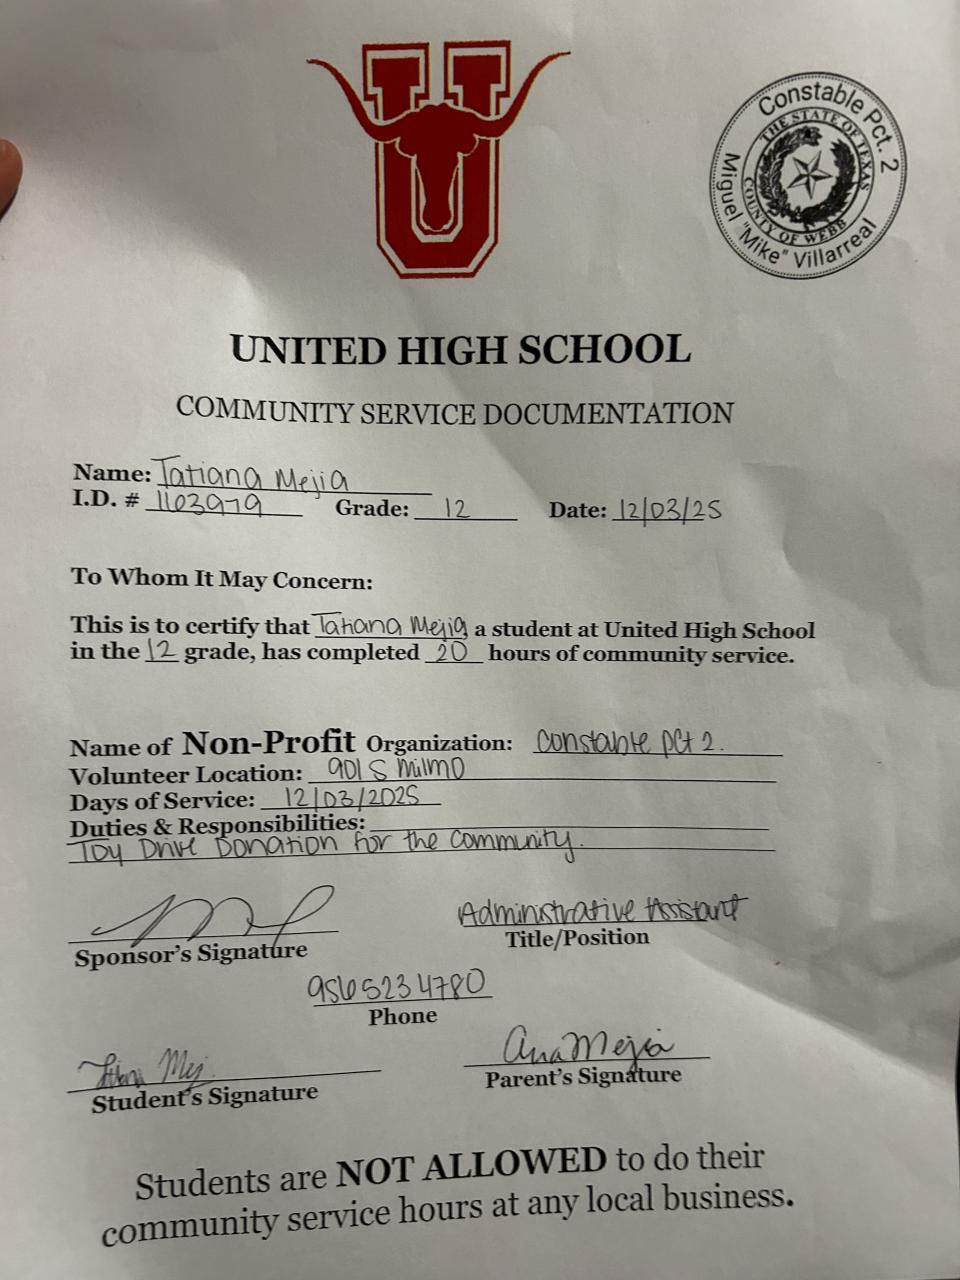 U
Constable Pct. 2
THE STATE OF TEXAS
COUNTY OF WEBB
Miguel "Mike" Villarreal
UNITED HIGH SCHOOL
COMMUNITY SERVICE DOCUMENTATION
Name: Tatiana Mejia
I.D. # 1103979 Grade: 12 Date: 12/03/25
To Whom It May Concern:
This is to certify that Tatiana Mejia a student at United High School
in the 12 grade, has completed 20 hours of community service.
Name of Non-Profit Organization: Constable pct 2.
Volunteer Location: 901 S Milmo
Days of Service: 12/03/2025
Duties & Responsibilities:
Toy Drive Donation for the community.
Administrative Assistant
Sponsor's Signature Title/Position
956 523 4780
Phone
Ana Mejia
Student's Signature Parent's Signature
Students are NOT ALLOWED to do their
community service hours at any local business.